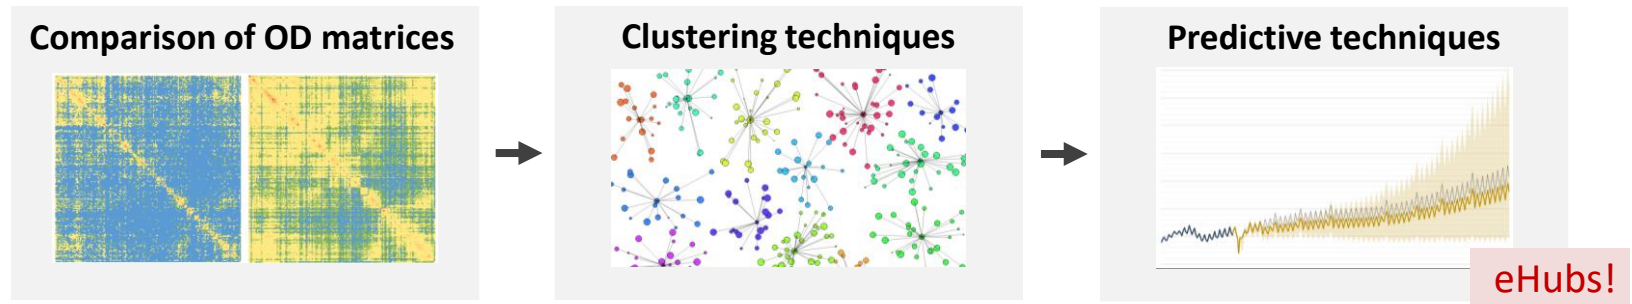 Comparison of OD matrices
Clustering techniques
Predictive techniques
eHubs!